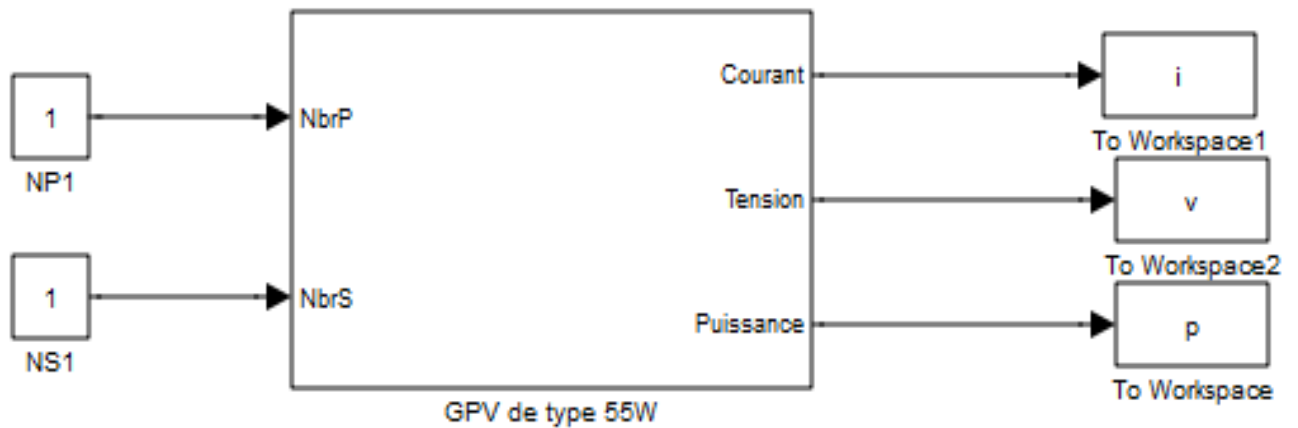 1
NP1
1
NS1
NbrP
NbrS
Courant
Tension
Puissance
GPV de type 55W
i
To Workspace1
v
To Workspace2
p
To Workspace